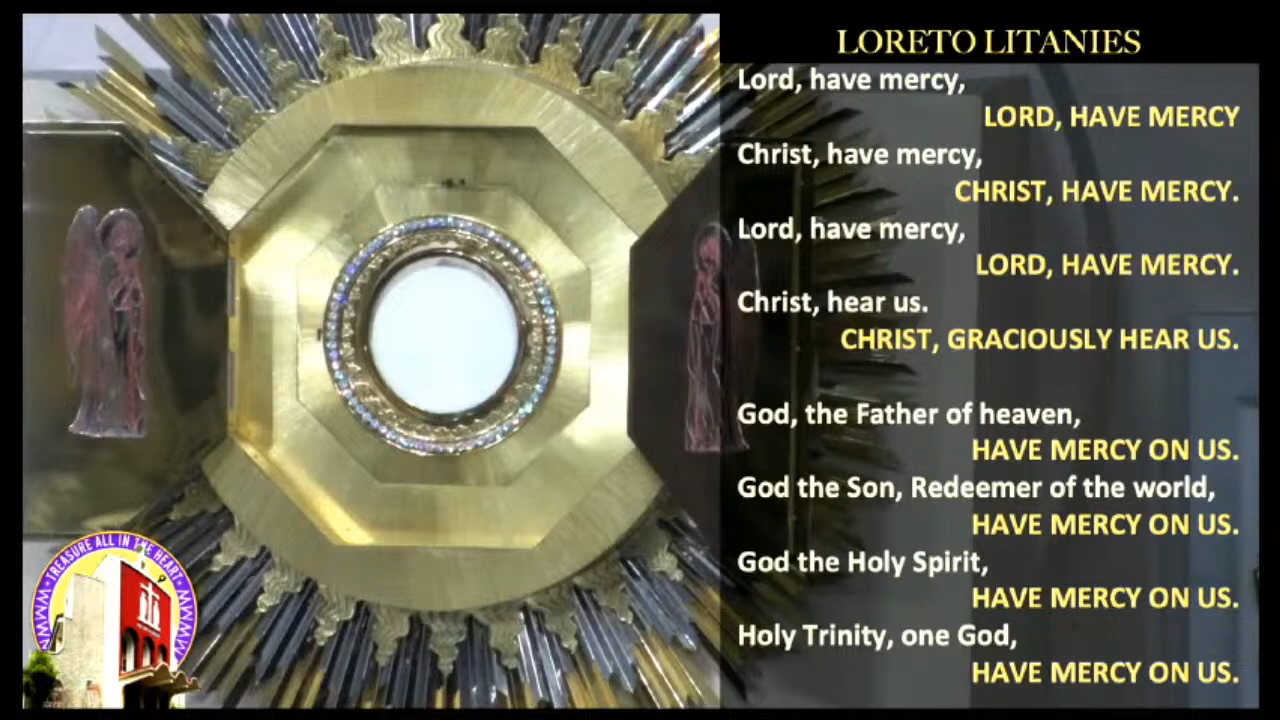 LORETO LITANIES
Lord, have mercy,
LORD, HAVE MERCY
Christ, have mercy,
CHRIST, HAVE MERCY.
Lord, have mercy,
LORD, HAVE MERCY.
Christ, hear us.
CHRIST, GRACIOUSLY HEAR US.
God, the Father of heaven,
HAVE MERCY ON US.
God the Son, Redeemer of the world,
HAVE MERCY ON US.
God the Holy Spirit,
HAVE MERCY ON US.
Holy Trinity, one God,
HAVE MERCY ON US.
TREASURE ALL IN THE HEART